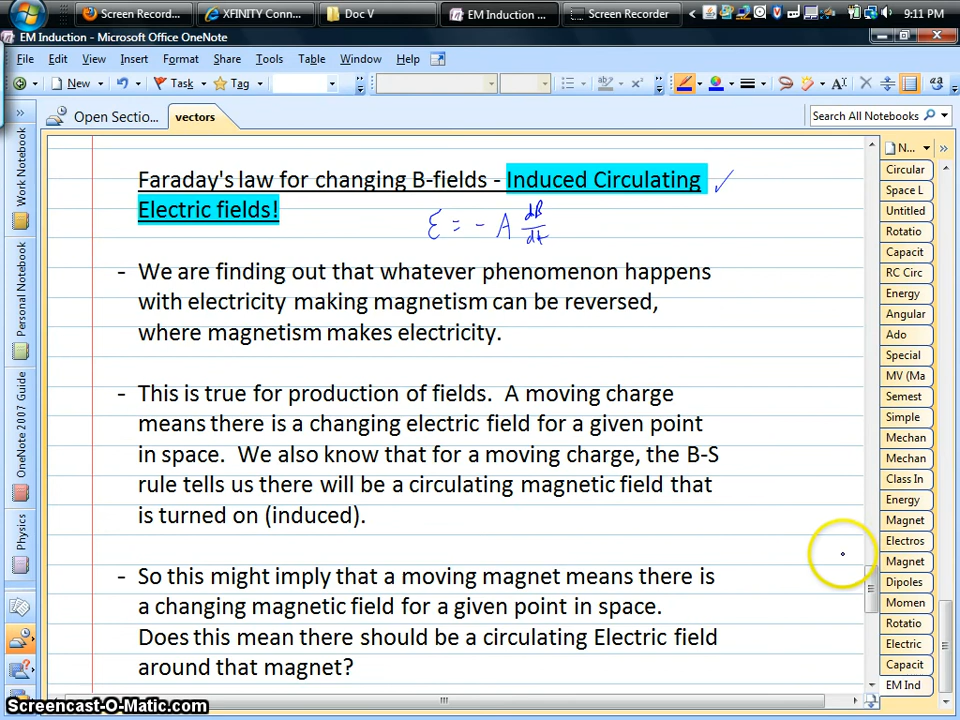 Screen Record...
XFINITY Conn...
Doc V
EM Induction ...
Screen Recorder
9:11 PM
EM Induction - Microsoft Office OneNote
File Edit View Insert Format Share Tools Table Window Help
New Task Tag
Open Sectio... vectors
Search All Notebooks
Work Notebook
Personal Notebook
OneNote 2007 Guide
Physics
N...
Circular
Space L
Untitled
Rotatio
Capacit
RC Circ
Energy
Angular
Ado
Special
MV (Ma
Semest
Simple
Mechan
Mechan
Class In
Energy
Magnet
Electros
Magnet
Dipoles
Momen
Rotatio
Electric
Capacit
EM Ind
Faraday's law for changing B-fields - Induced Circulating ✓
Electric fields!
ℰ = - A dB/dt
- We are finding out that whatever phenomenon happens
with electricity making magnetism can be reversed,
where magnetism makes electricity.
- This is true for production of fields. A moving charge
means there is a changing electric field for a given point
in space. We also know that for a moving charge, the B-S
rule tells us there will be a circulating magnetic field that
is turned on (induced).
- So this might imply that a moving magnet means there is
a changing magnetic field for a given point in space.
Does this mean there should be a circulating Electric field
around that magnet?
Screencast-O-Matic.com